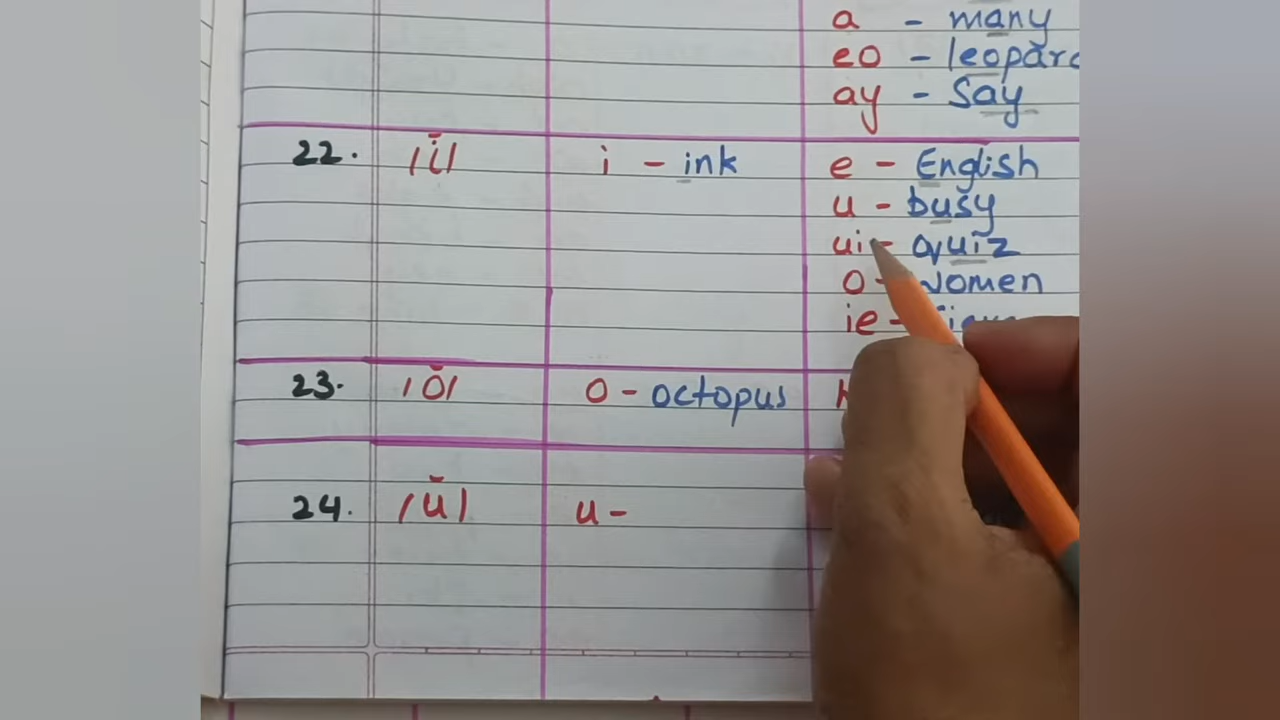 a - many
eo - leopard
ay - Say
22. /ĭ/ i - ink e - English
u - busy
ui - quiz
o - women
ie -
23. /ŏ/ o - octopus
24. /ŭ/ u -